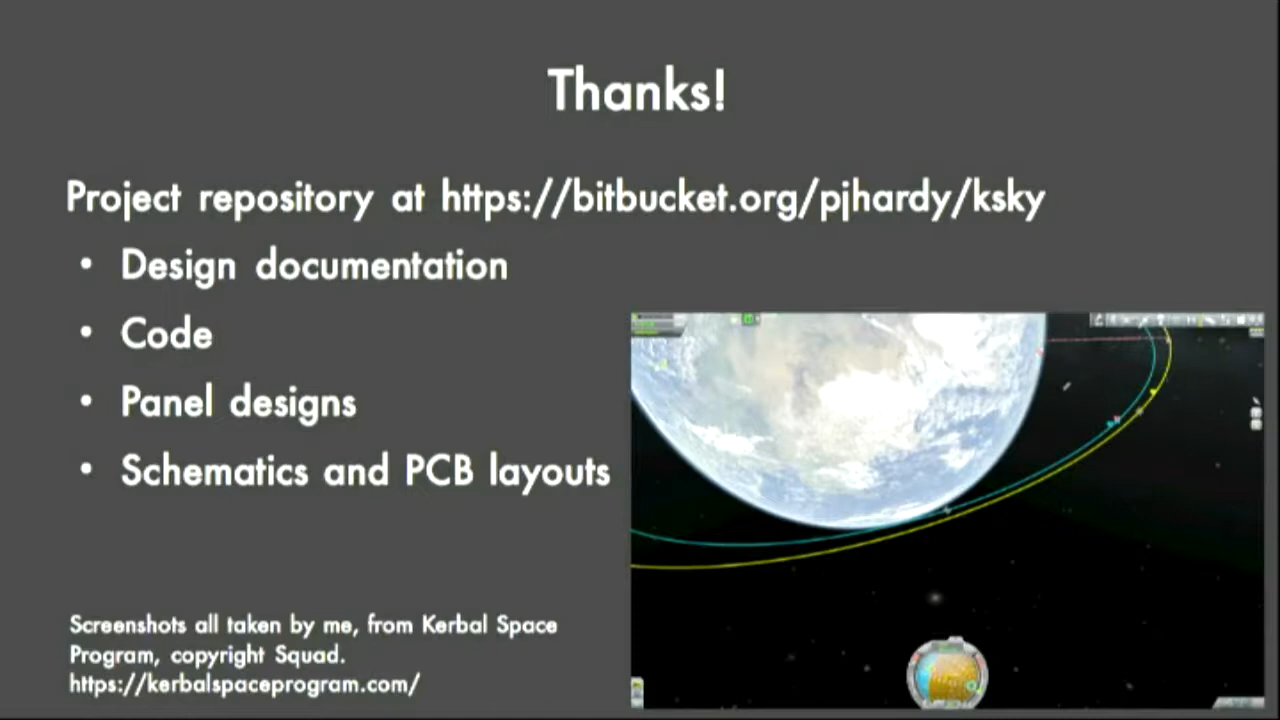 Thanks!
Project repository at https://bitbucket.org/pjhardy/ksky
• Design documentation
• Code
• Panel designs
• Schematics and PCB layouts
Screenshots all taken by me, from Kerbal Space
Program, copyright Squad.
https://kerbalspaceprogram.com/